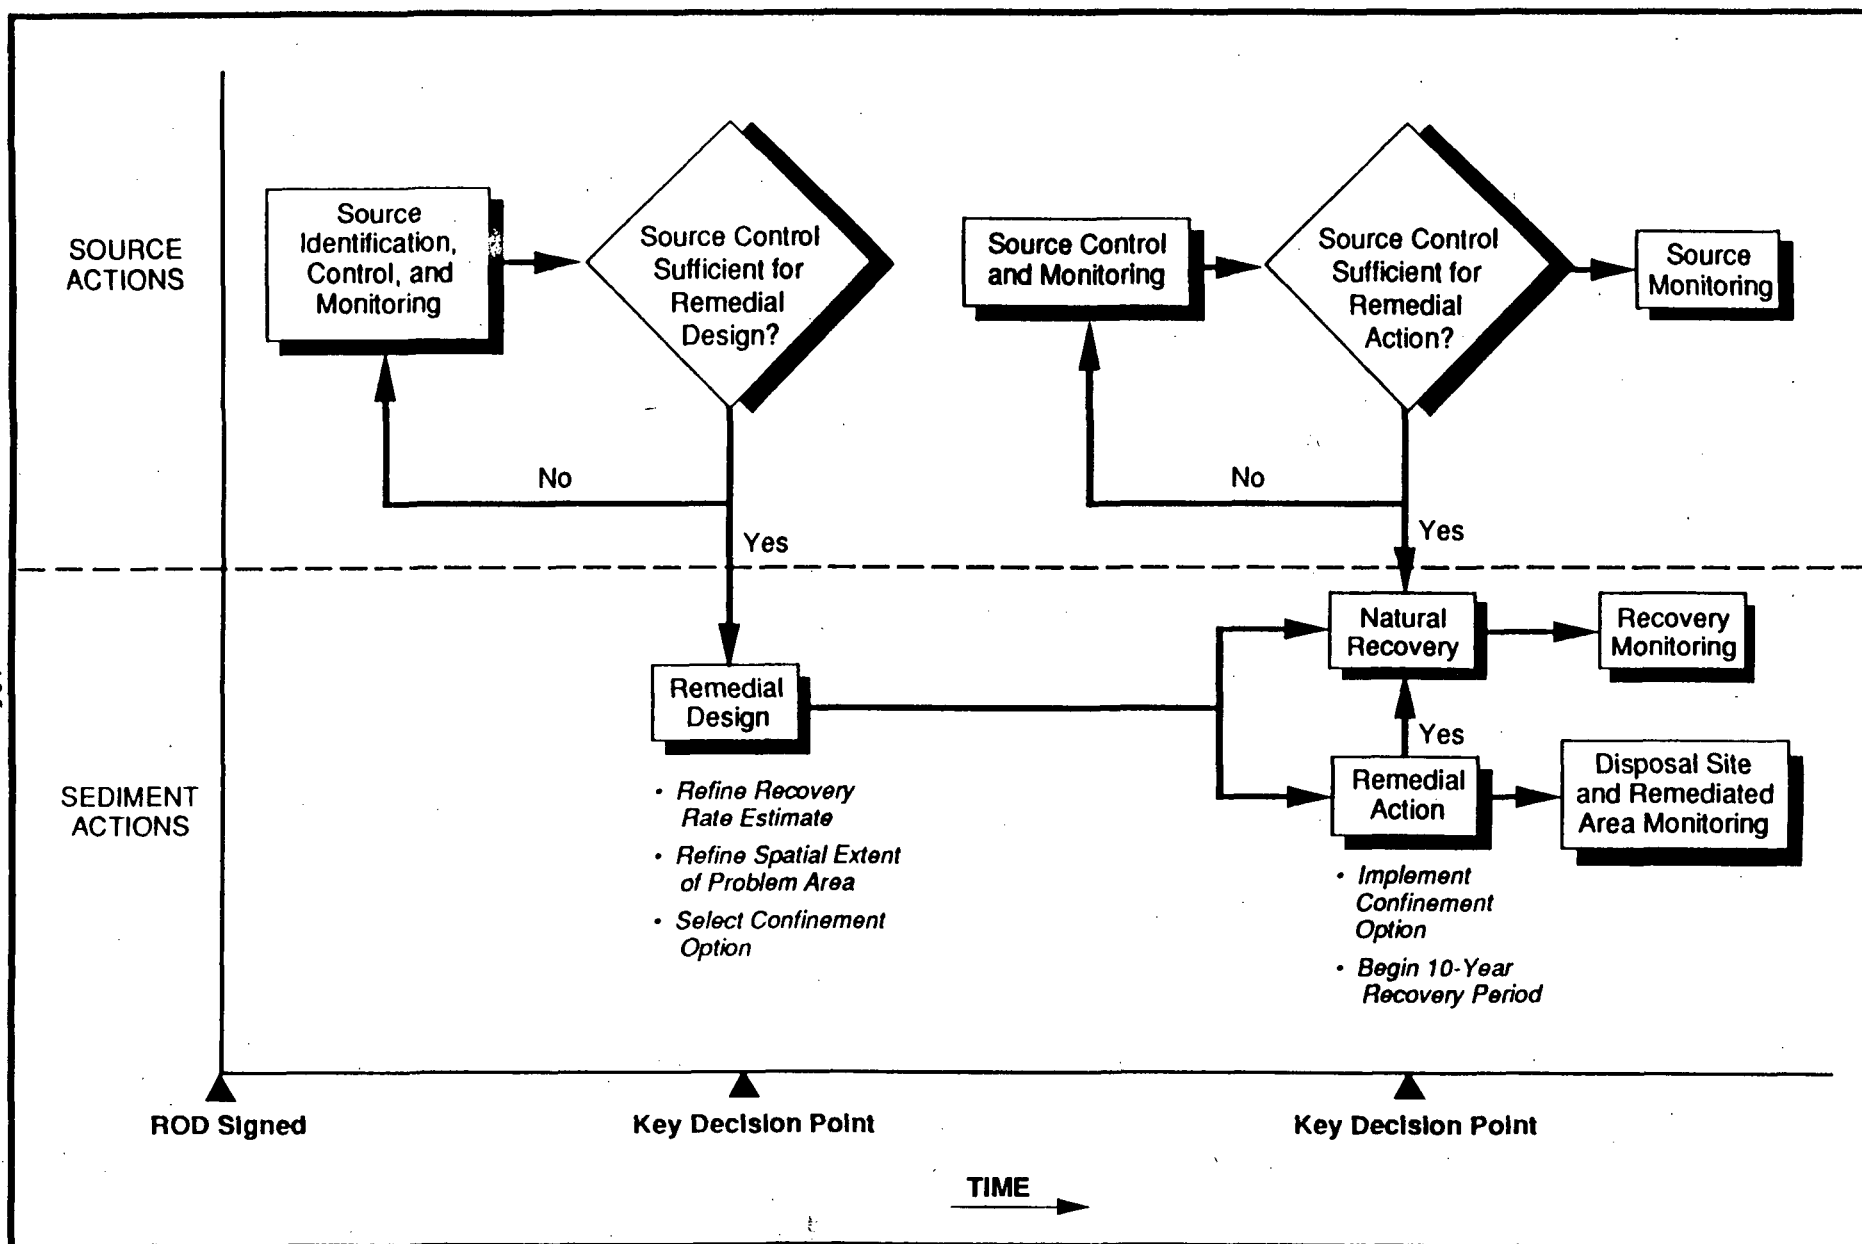 SOURCE
ACTIONS
Source
Identification,
Control, and
Monitoring
Source Control
Sufficient for
Remedial
Design?
No
Yes
Source Control
and Monitoring
Source Control
Sufficient for
Remedial
Action?
Source
Monitoring
No
Yes
SEDIMENT
ACTIONS
Remedial
Design
• Refine Recovery
Rate Estimate
• Refine Spatial Extent
of Problem Area
• Select Confinement
Option
Natural
Recovery
Recovery
Monitoring
Yes
Remedial
Action
Disposal Site
and Remediated
Area Monitoring
• Implement
Confinement
Option
• Begin 10-Year
Recovery Period
ROD Signed
Key Decision Point
Key Decision Point
TIME